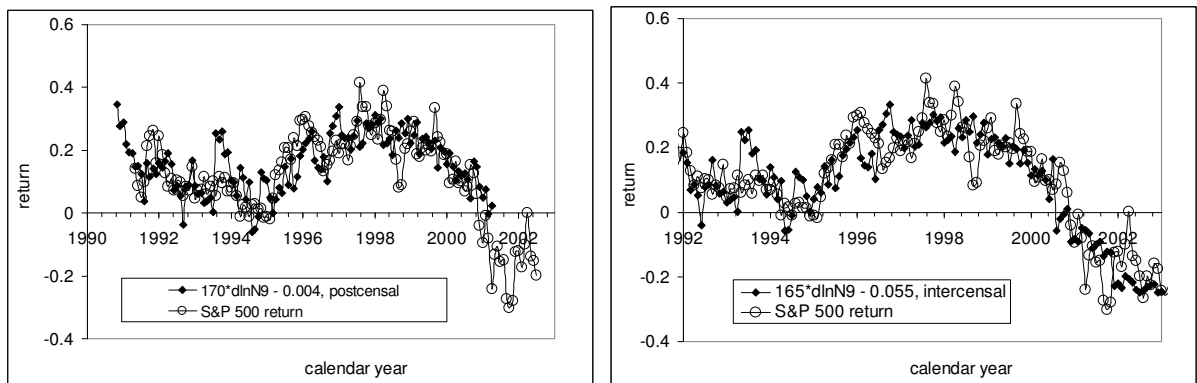 0.6
0.4
0.2
0
-0.2
-0.4
return
1990 1992 1994 1996 1998 2000 2002
170*dlnN9 - 0.004, postcensal
S&P 500 return
calendar year
0.6
0.4
0.2
0
-0.2
-0.4
return
1992 1994 1996 1998 2000 2002
165*dlnN9 - 0.055, intercensal
S&P 500 return
calendar year